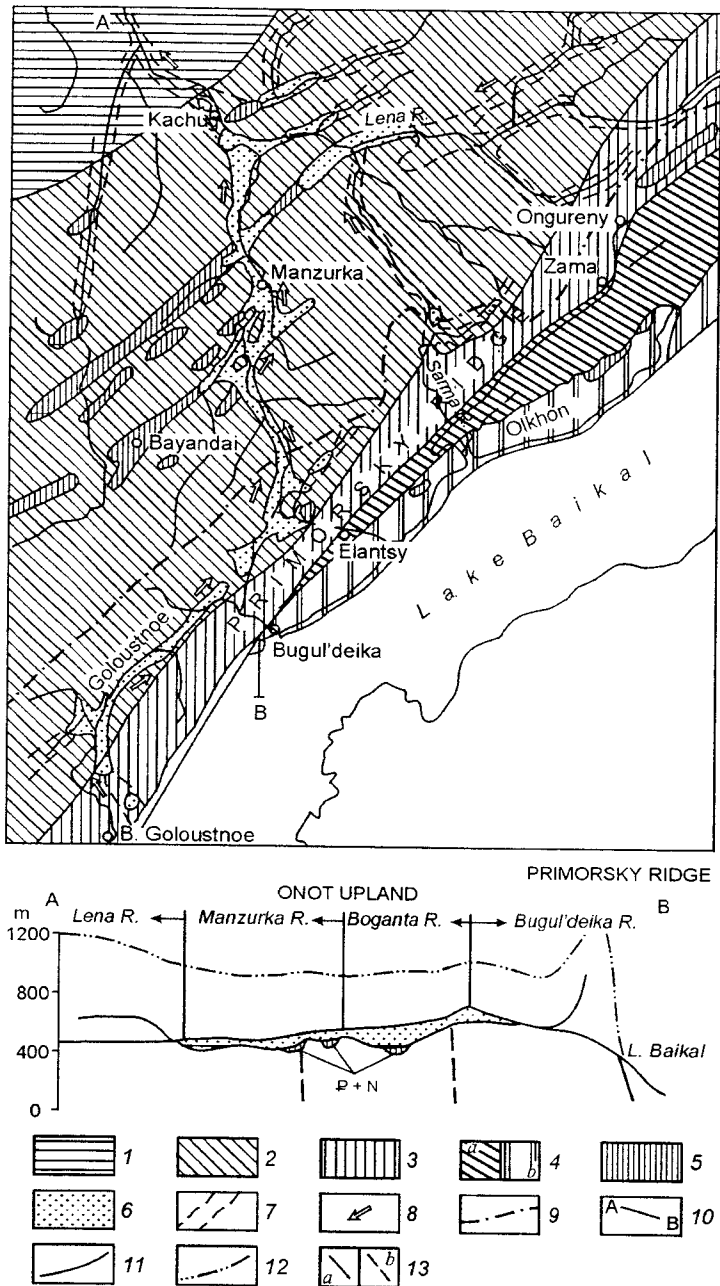 A
Kachug
Lena R.
Ongureny
Zama
Manzurka
Sarma
Bayandai
Olkhon
PRIMORSKY RIDGE
Elantsy
Lake Baikal
Goloustnoe
Bugul'deika
B
B. Goloustnoe
PRIMORSKY RIDGE
ONOT UPLAND
A
B
m
Lena R.
Manzurka R.
Boganta R.
Bugul'deika R.
1200
800
400
0
L. Baikal
₽ + N
1
2
3
a
b
4
5
6
7
8
9
A
B
10
11
12
a
b
13